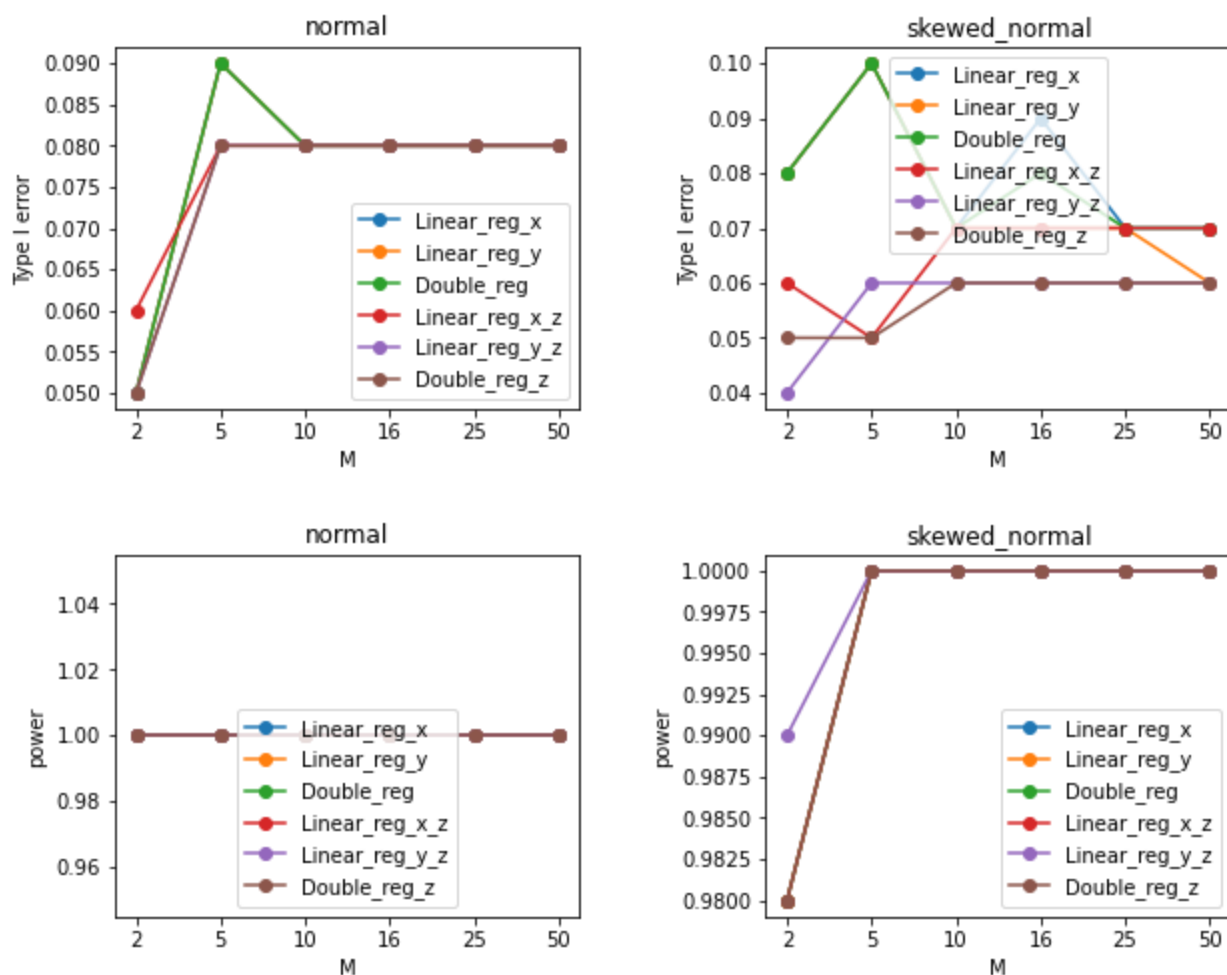 normal
Type I error
0.090
0.085
0.080
0.075
0.070
0.065
0.060
0.055
0.050
Linear_reg_x
Linear_reg_y
Double_reg
Linear_reg_x_z
Linear_reg_y_z
Double_reg_z
2 5 10 16 25 50
M
skewed_normal
Type I error
0.10
0.09
0.08
0.07
0.06
0.05
0.04
Linear_reg_x
Linear_reg_y
Double_reg
Linear_reg_x_z
Linear_reg_y_z
Double_reg_z
2 5 10 16 25 50
M
normal
power
1.04
1.02
1.00
0.98
0.96
Linear_reg_x
Linear_reg_y
Double_reg
Linear_reg_x_z
Linear_reg_y_z
Double_reg_z
2 5 10 16 25 50
M
skewed_normal
power
1.0000
0.9975
0.9950
0.9925
0.9900
0.9875
0.9850
0.9825
0.9800
Linear_reg_x
Linear_reg_y
Double_reg
Linear_reg_x_z
Linear_reg_y_z
Double_reg_z
2 5 10 16 25 50
M